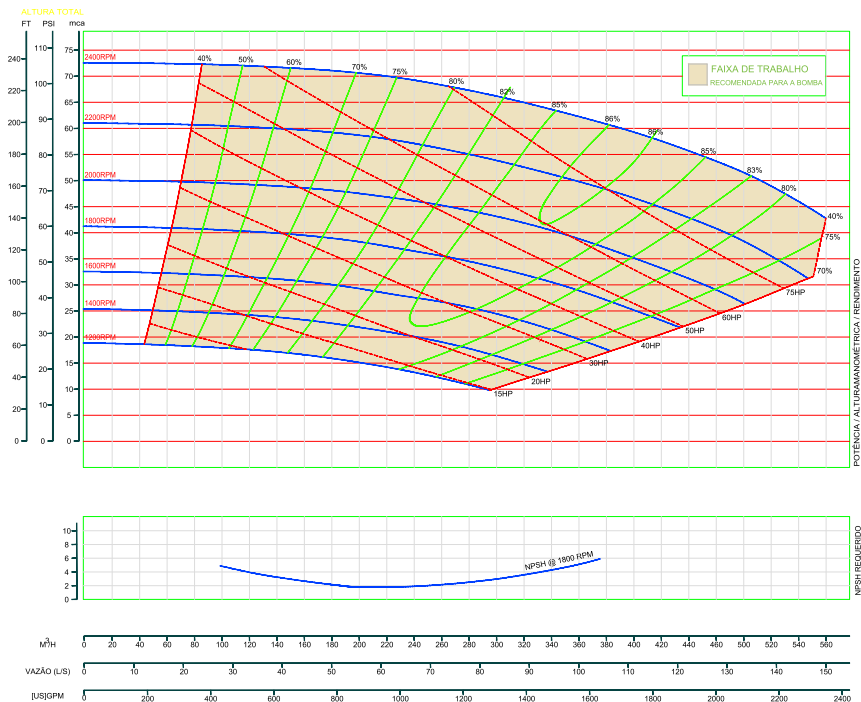 ALTURA TOTAL
FT PSI mca
240 220 200 180 160 140 120 100 80 60 40 20 0
110 100 90 80 70 60 50 40 30 20 10 0
75 70 65 60 55 50 45 40 35 30 25 20 15 10 5 0
2400RPM
2200RPM
2000RPM
1800RPM
1600RPM
1400RPM
1200RPM
40% 50% 60% 70% 75% 80% 82% 85% 86% 86% 85% 83% 80% 40% 75% 70%
FAIXA DE TRABALHO
RECOMENDADA PARA A BOMBA
75HP
60HP
50HP
40HP
30HP
20HP
15HP
POTÊNCIA / ALTURAMANOMÉTRICA / RENDIMENTO
10 8 6 4 2 0
NPSH @ 1800 RPM
NPSH REQUERIDO
M³/H 0 20 40 60 80 100 120 140 160 180 200 220 240 260 280 300 320 340 360 380 400 420 440 460 480 500 520 540 560
VAZÃO (L/S) 0 10 20 30 40 50 60 70 80 90 100 110 120 130 140 150
[US]GPM 0 200 400 600 800 1000 1200 1400 1600 1800 2000 2200 2400